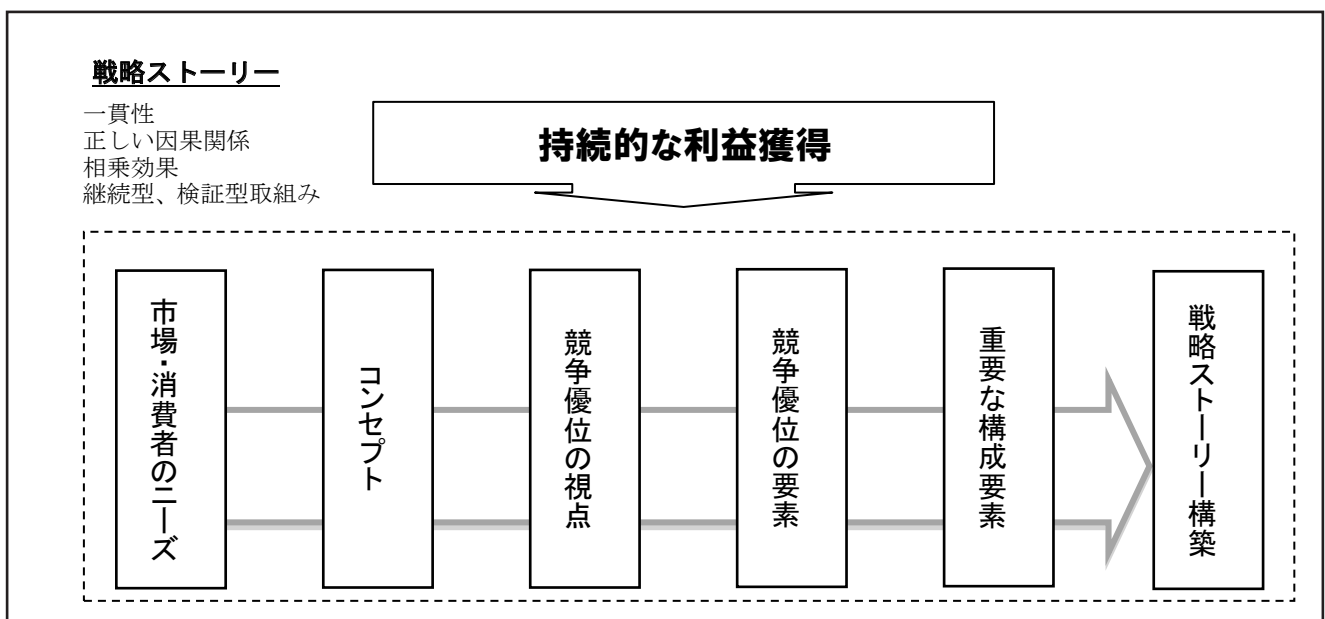 戦略ストーリー
一貫性
正しい因果関係
相乗効果
継続型、検証型取組み
持続的な利益獲得
市場・消費者のニーズ
コンセプト
競争優位の視点
競争優位の要素
重要な構成要素
戦略ストーリー構築